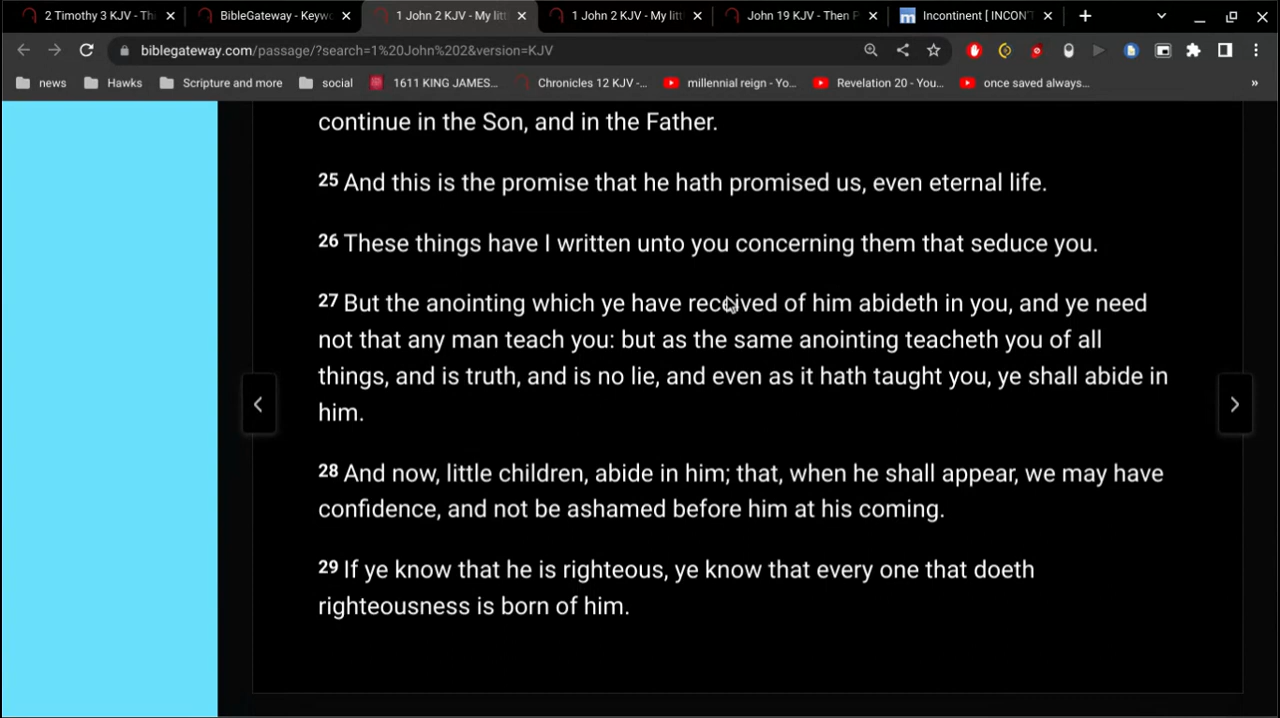 2 Timothy 3 KJV - Th
BibleGateway - Keyw
1 John 2 KJV - My litt
1 John 2 KJV - My litt
John 19 KJV - Then P
Incontinent [ INCON'T
biblegateway.com/passage/?search=1%20John%202&version=KJV
news
Hawks
Scripture and more
social
1611 KING JAMES...
Chronicles 12 KJV -...
millennial reign - Yo...
Revelation 20 - You...
once saved always...
»
continue in the Son, and in the Father.
25 And this is the promise that he hath promised us, even eternal life.
26 These things have I written unto you concerning them that seduce you.
27 But the anointing which ye have received of him abideth in you, and ye need
not that any man teach you: but as the same anointing teacheth you of all
things, and is truth, and is no lie, and even as it hath taught you, ye shall abide in
him.
28 And now, little children, abide in him; that, when he shall appear, we may have
confidence, and not be ashamed before him at his coming.
29 If ye know that he is righteous, ye know that every one that doeth
righteousness is born of him.